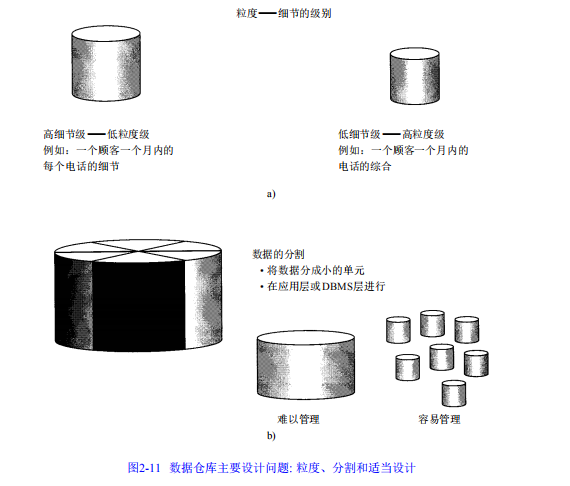 粒度——细节的级别
高细节级——低粒度级
例如：一个顾客一个月内的
每个电话的细节
低细节级——高粒度级
例如：一个顾客一个月内的
电话的综合
a)
数据的分割
• 将数据分成小的单元
• 在应用层或DBMS层进行
难以管理
容易管理
b)
图2-11 数据仓库主要设计问题: 粒度、分割和适当设计